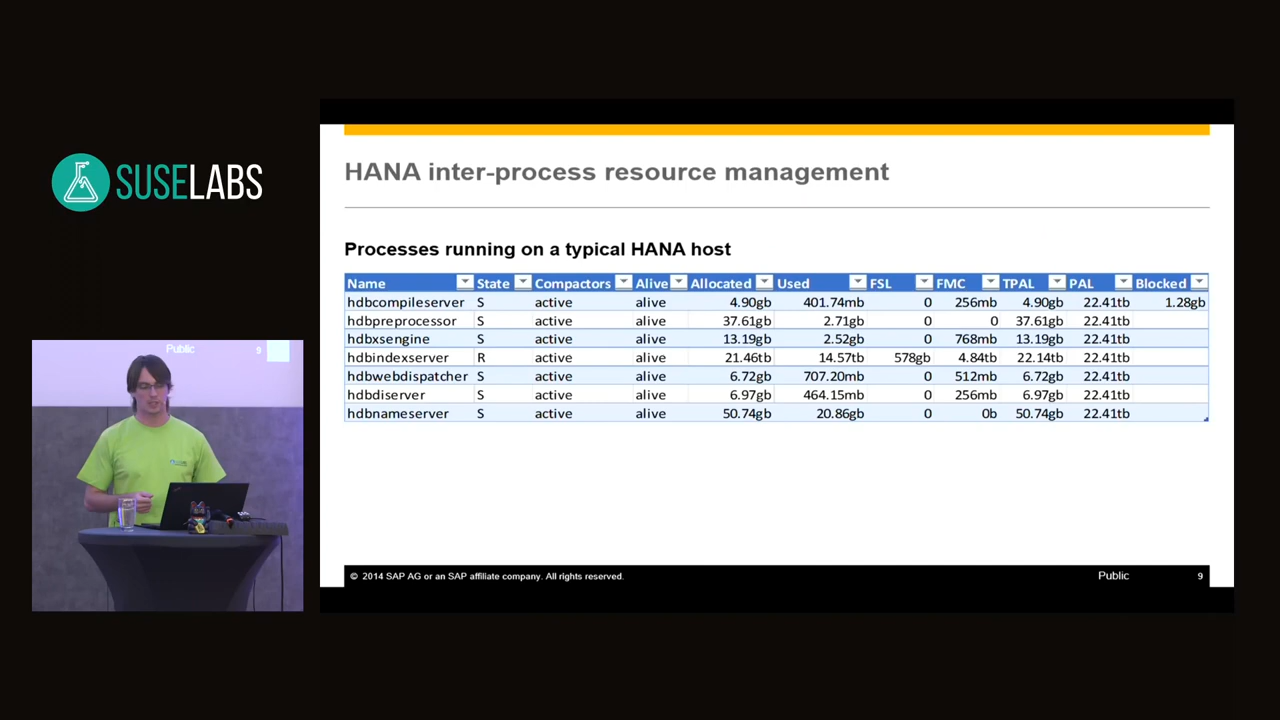 SUSELABS
Public 9
HANA inter-process resource management
Processes running on a typical HANA host
Name State Compactors Alive Allocated Used FSL FMC TPAL PAL Blocked
hdbcompileserver S active alive 4.90gb 401.74mb 0 256mb 4.90gb 22.41tb 1.28gb
hdbpreprocessor S active alive 37.61gb 2.71gb 0 0 37.61gb 22.41tb
hdbxsengine S active alive 13.19gb 2.52gb 0 768mb 13.19gb 22.41tb
hdbindexserver R active alive 21.46tb 14.57tb 578gb 4.84tb 22.14tb 22.41tb
hdbwebdispatcher S active alive 6.72gb 707.20mb 0 512mb 6.72gb 22.41tb
hdbdiserver S active alive 6.97gb 464.15mb 0 256mb 6.97gb 22.41tb
hdbnameserver S active alive 50.74gb 20.86gb 0 0b 50.74gb 22.41tb
© 2014 SAP AG or an SAP affiliate company. All rights reserved. Public 9